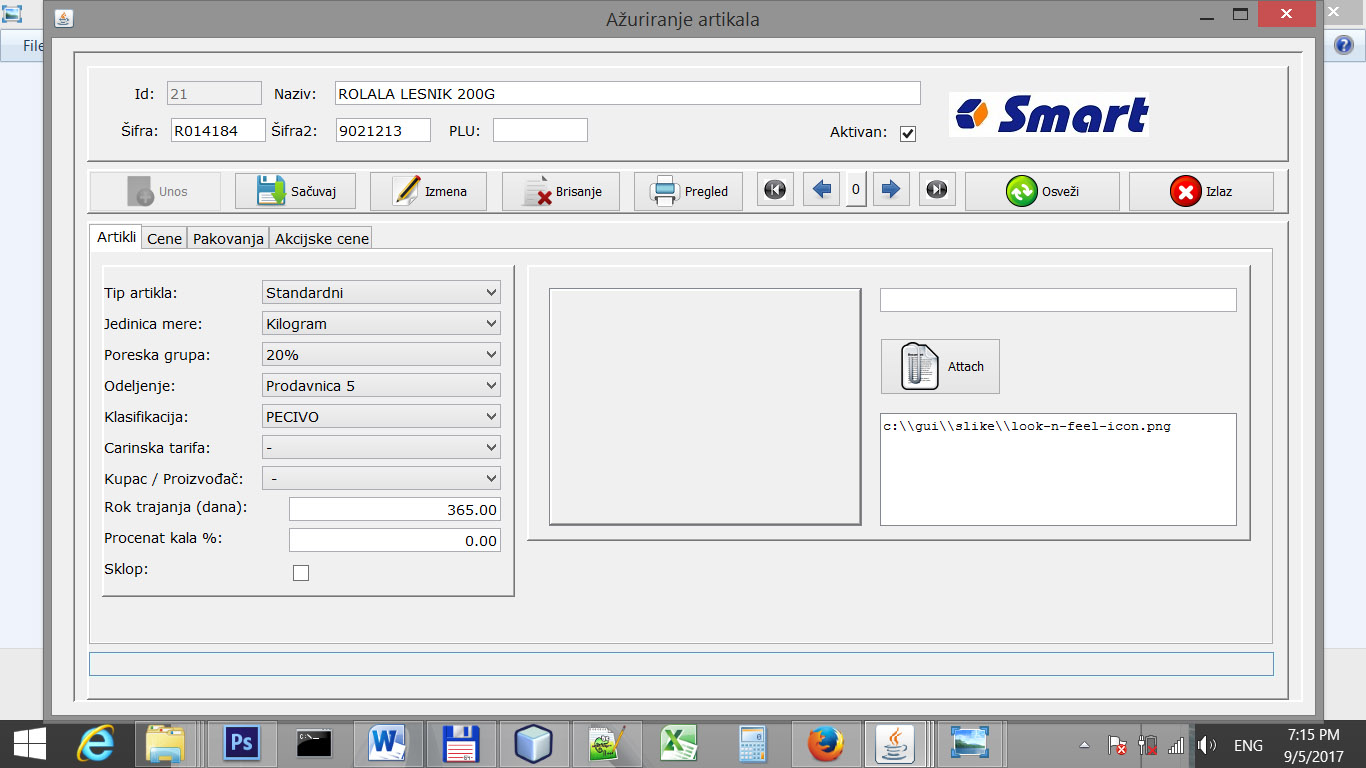 Ažuriranje artikala
File
Id: 21 Naziv: ROLALA LESNIK 200G
Smart
Šifra: R014184 Šifra2: 9021213 PLU: Aktivan:
Unos Sačuvaj Izmena Brisanje Pregled 0 Osveži Izlaz
Artikli Cene Pakovanja Akcijske cene
Tip artikla: Standardni
Jedinica mere: Kilogram
Poreska grupa: 20%
Odeljenje: Prodavnica 5
Klasifikacija: PECIVO
Carinska tarifa: -
Kupac / Proizvođač: -
Rok trajanja (dana): 365.00
Procenat kala %: 0.00
Sklop:
Attach
c:\\gui\\slike\\look-n-feel-icon.png
Ps
ENG
7:15 PM
9/5/2017